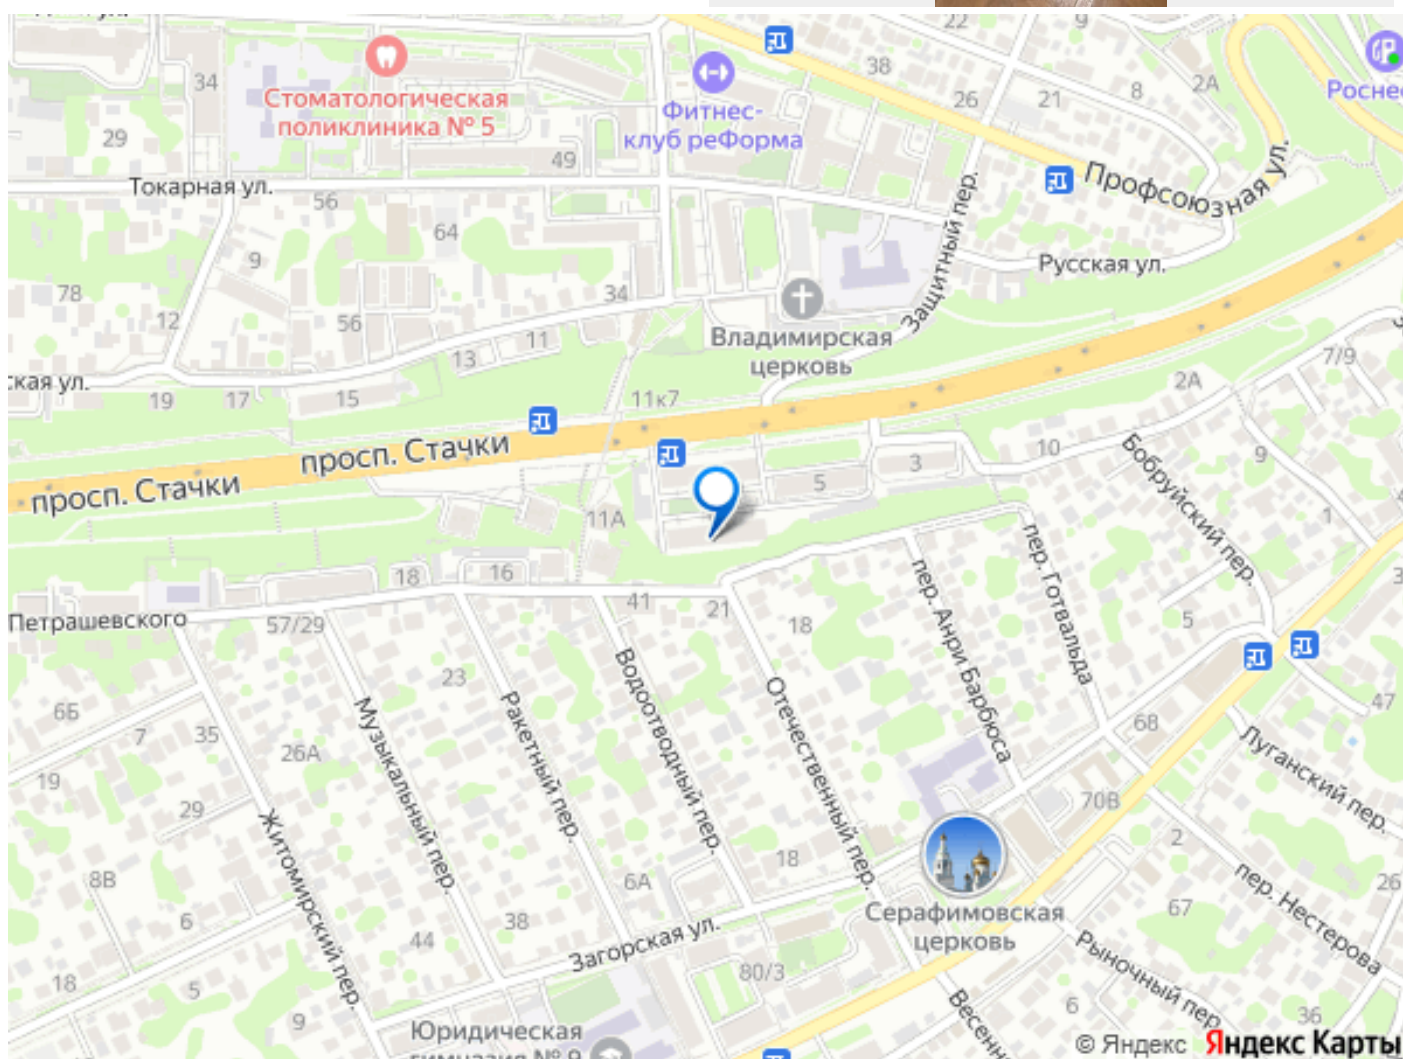 22
9
34
38
2А
8
Роснеф
Стоматологическая
поликлиника № 5
Фитнес-
клуб реФорма
26
21
29
49
Токарная ул.
56
Профсоюзная ул.
64
Защитный пер.
9
Русская ул.
78
34
12
56
Владимирская
церковь
11
13
7/9
ская ул.
19
17
15
11к7
2А
просп. Стачки
просп. Стачки
3
10
Бобруйский пер.
9
5
11А
1
пер. Готвальда
18
16
пер. Анри Барбюса
Петрашевского
57/29
41
21
18
5
23
Водоотводный пер.
Отечественный пер.
6Б
7
35
Музыкальный пер.
Ракетный пер.
47
68
26А
Луганский пер.
19
29
70В
Житомирский пер.
2
18
8В
6А
26
пер. Нестерова
6
38
Серафимовская
церковь
67
44
Загорская ул.
Рыночный пер.
18
5
80/3
9
6
36
Весенн
Юридическая
гимназия № 9
© Яндекс Яндекс Карты